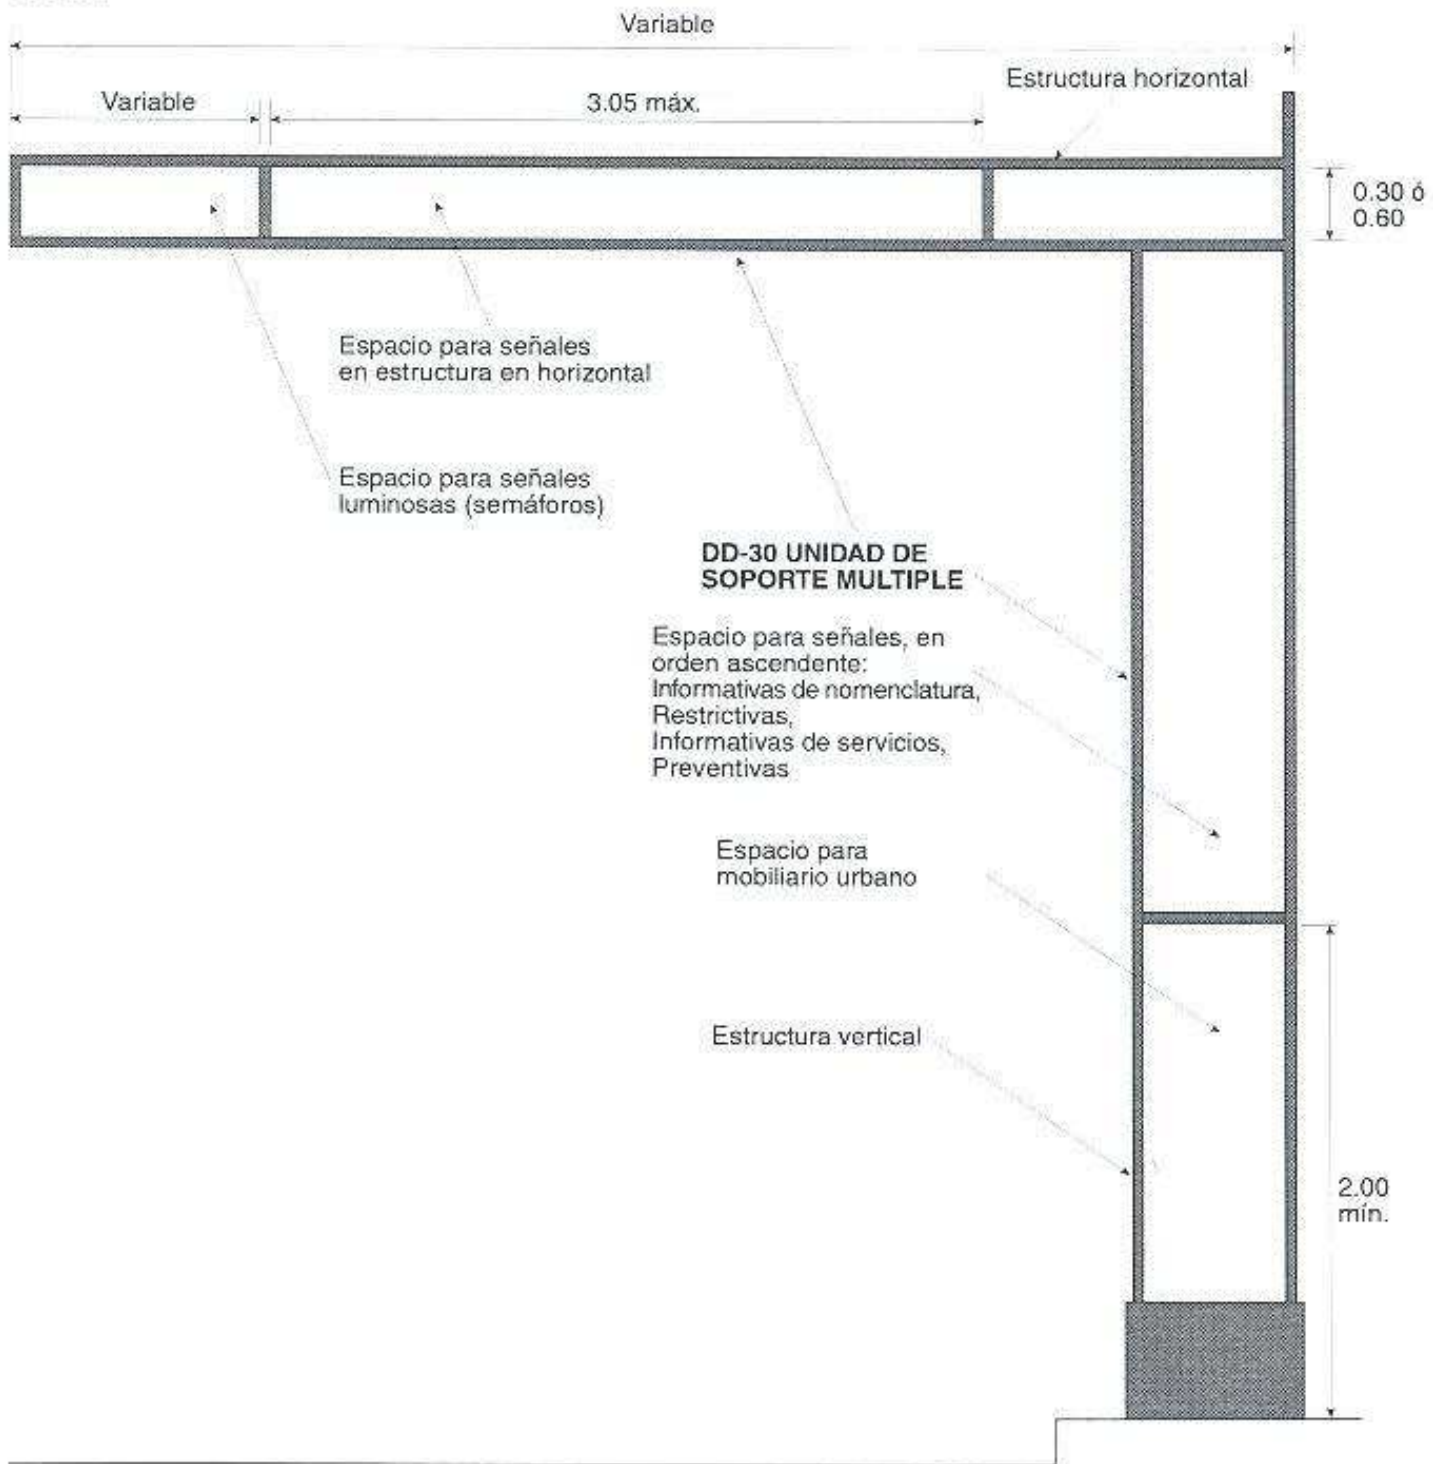 Variable
Estructura horizontal
Variable
3.05 máx.
0.30 ó
0.60
Espacio para señales
en estructura en horizontal
Espacio para señales
luminosas (semáforos)
DD-30 UNIDAD DE
SOPORTE MULTIPLE
Espacio para señales, en
orden ascendente:
Informativas de nomenclatura,
Restrictivas,
Informativas de servicios,
Preventivas
Espacio para
mobiliario urbano
Estructura vertical
2.00
mín.